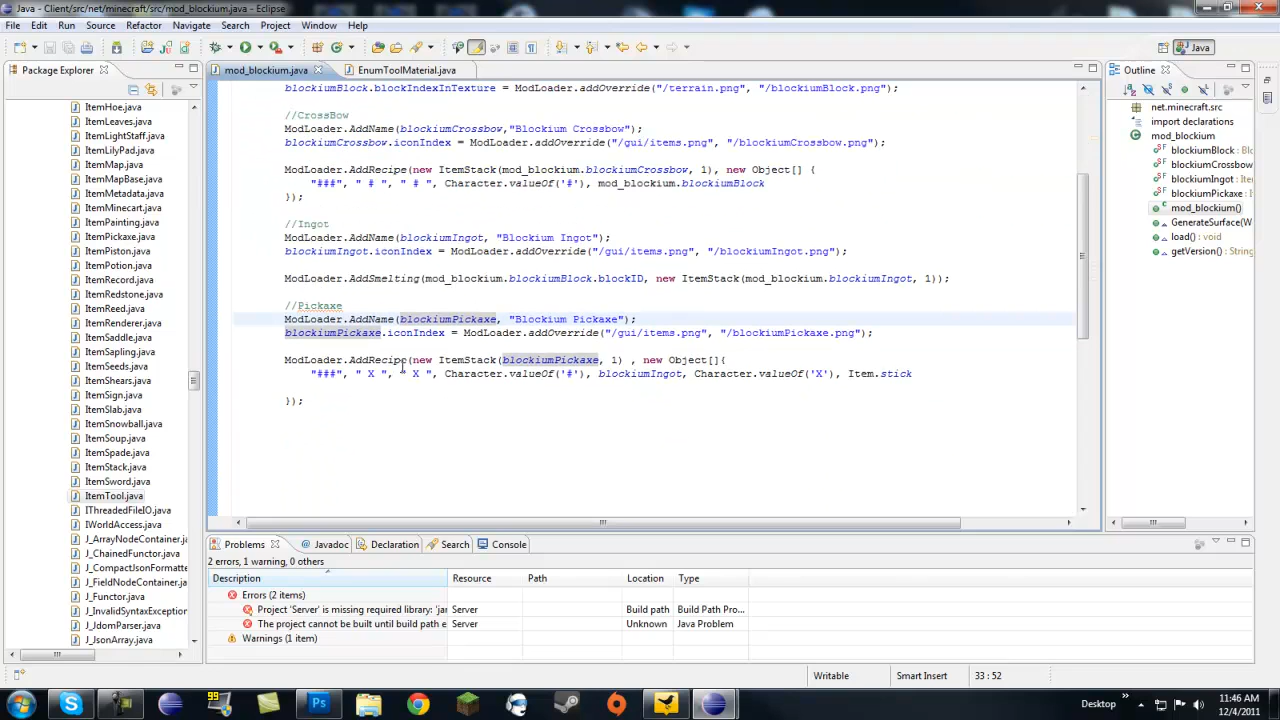 Java - Client/src/net/minecraft/src/mod_blockium.java - Eclipse
File Edit Run Source Refactor Navigate Search Project Window Help
Java
Package Explorer
ItemHoe.java
ItemLeaves.java
ItemLightStaff.java
ItemLilyPad.java
ItemMap.java
ItemMapBase.java
ItemMetadata.java
ItemMinecart.java
ItemPainting.java
ItemPickaxe.java
ItemPiston.java
ItemPotion.java
ItemRecord.java
ItemRedstone.java
ItemReed.java
ItemRenderer.java
ItemSaddle.java
ItemSapling.java
ItemSeeds.java
ItemShears.java
ItemSign.java
ItemSlab.java
ItemSnowball.java
ItemSoup.java
ItemSpade.java
ItemStack.java
ItemSword.java
ItemTool.java
IThreadedFileIO.java
IWorldAccess.java
J_ArrayNodeContainer.
J_ChainedFunctor.java
J_CompactJsonFormatte
J_FieldNodeContainer.ja
J_Functor.java
J_InvalidSyntaxException
J_JdomParser.java
J_JsonArray.java
mod_blockium.java EnumToolMaterial.java
blockiumBlock.blockIndexInTexture = ModLoader.addOverride("/terrain.png", "/blockiumBlock.png");
//CrossBow
ModLoader.AddName(blockiumCrossbow,"Blockium Crossbow");
blockiumCrossbow.iconIndex = ModLoader.addOverride("/gui/items.png", "/blockiumCrossbow.png");
ModLoader.AddRecipe(new ItemStack(mod_blockium.blockiumCrossbow, 1), new Object[] {
"###", " # ", " # ", Character.valueOf('#'), mod_blockium.blockiumBlock
});
//Ingot
ModLoader.AddName(blockiumIngot, "Blockium Ingot");
blockiumIngot.iconIndex = ModLoader.addOverride("/gui/items.png", "/blockiumIngot.png");
ModLoader.AddSmelting(mod_blockium.blockiumBlock.blockID, new ItemStack(mod_blockium.blockiumIngot, 1));
//Pickaxe
ModLoader.AddName(blockiumPickaxe, "Blockium Pickaxe");
blockiumPickaxe.iconIndex = ModLoader.addOverride("/gui/items.png", "/blockiumPickaxe.png");
ModLoader.AddRecipe(new ItemStack(blockiumPickaxe, 1) , new Object[]{
"###", " X ", " X ", Character.valueOf('#'), blockiumIngot, Character.valueOf('X'), Item.stick
});
Outline
net.minecraft.src
import declarations
mod_blockium
blockiumBlock : Blo
blockiumCrossbow
blockiumIngot : Ite
blockiumPickaxe :
mod_blockium()
GenerateSurface(W
load() : void
getVersion() : String
Problems Javadoc Declaration Search Console
2 errors, 1 warning, 0 others
Description Resource Path Location Type
Errors (2 items)
Project 'Server' is missing required library: 'jar Server Build path Build Path Pro...
The project cannot be built until build path e Server Unknown Java Problem
Warnings (1 item)
Writable Smart Insert 33 : 52
99
Ps
Desktop
11:46 AM
12/4/2011